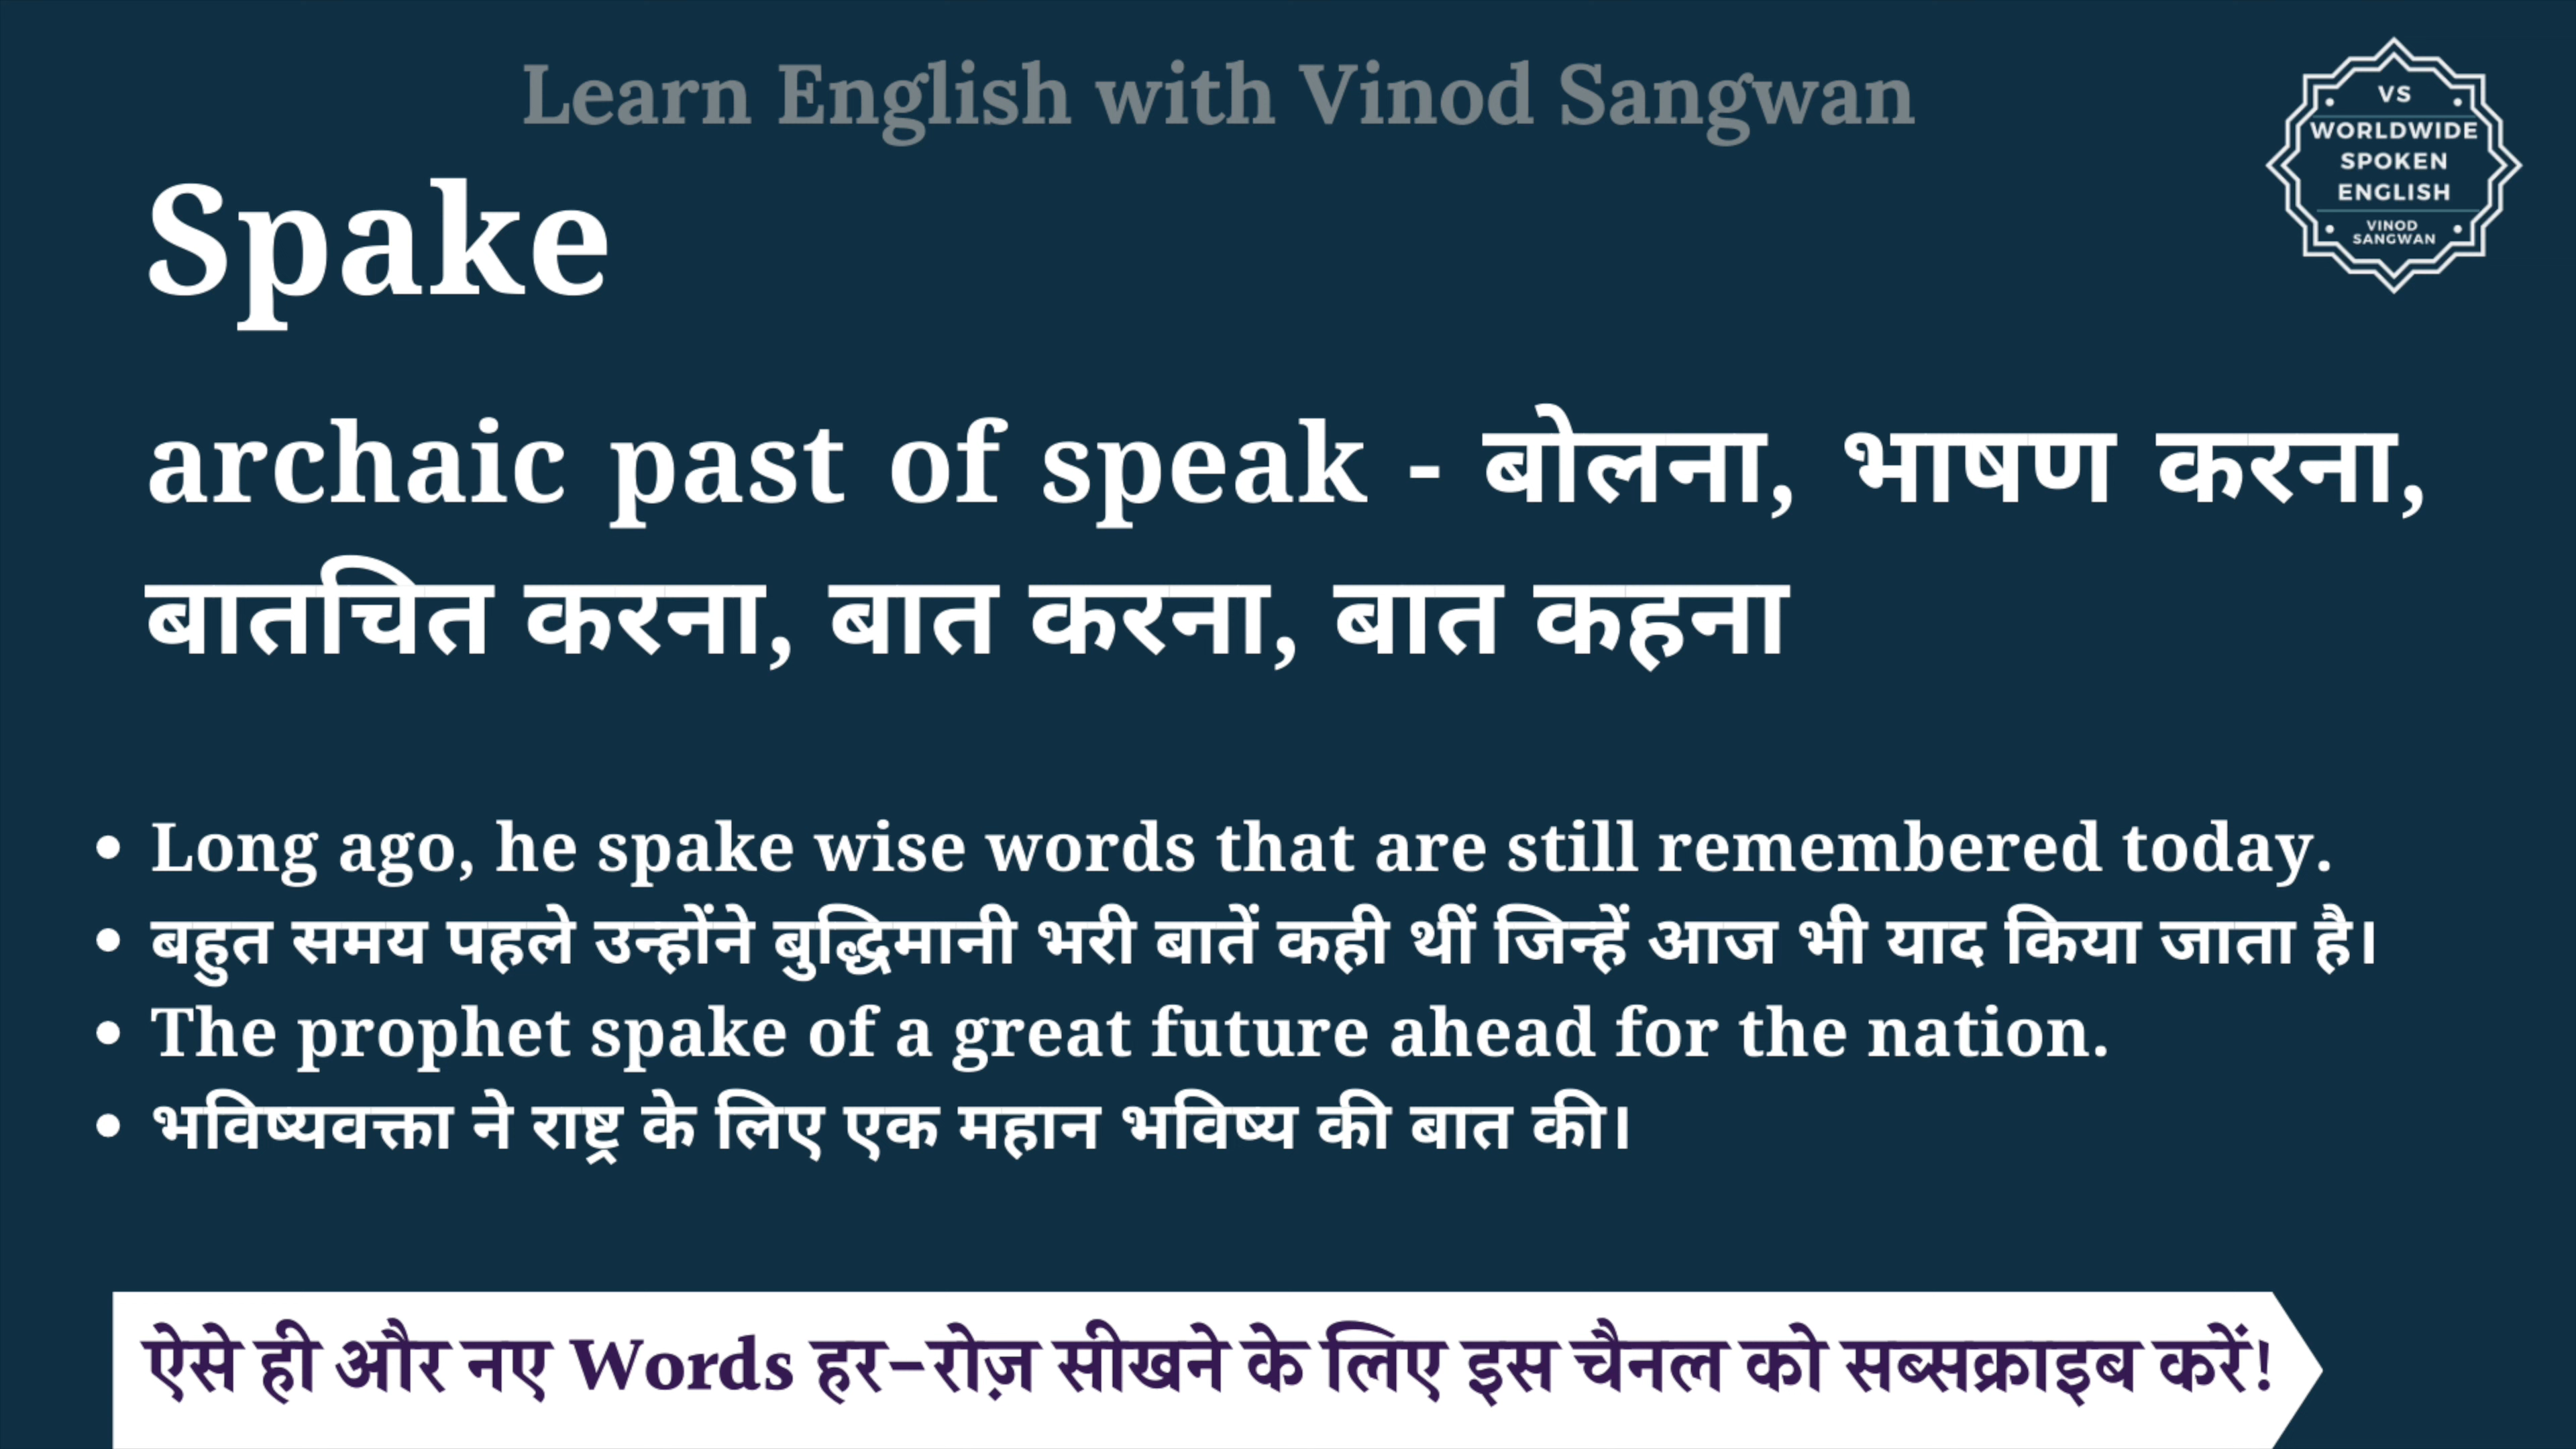 Learn English with Vinod Sangwan
VS
WORLDWIDE
SPOKEN
ENGLISH
VINOD
SANGWAN
Spake
archaic past of speak - बोलना, भाषण करना,
बातचित करना, बात करना, बात कहना
• Long ago, he spake wise words that are still remembered today.
• बहुत समय पहले उन्होंने बुद्धिमानी भरी बातें कही थीं जिन्हें आज भी याद किया जाता है।
• The prophet spake of a great future ahead for the nation.
• भविष्यवक्ता ने राष्ट्र के लिए एक महान भविष्य की बात की।
ऐसे ही और नए Words हर-रोज़ सीखने के लिए इस चैनल को सब्सक्राइब करें!